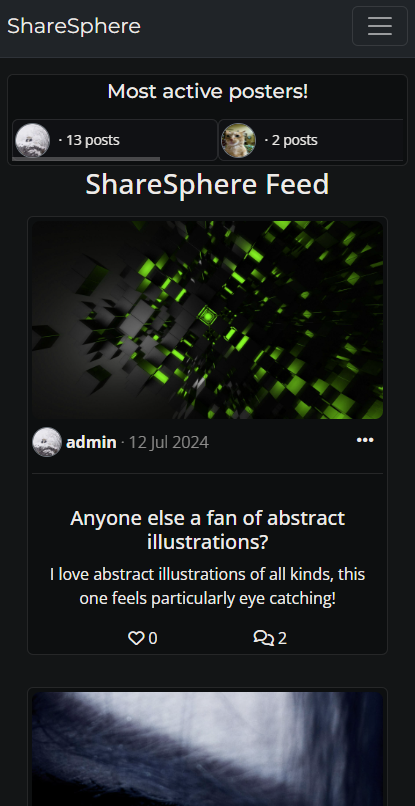 ShareSphere
Most active posters!
· 13 posts
· 2 posts
ShareSphere Feed
admin · 12 Jul 2024
Anyone else a fan of abstract
illustrations?
I love abstract illustrations of all kinds, this
one feels particularly eye catching!
0
2